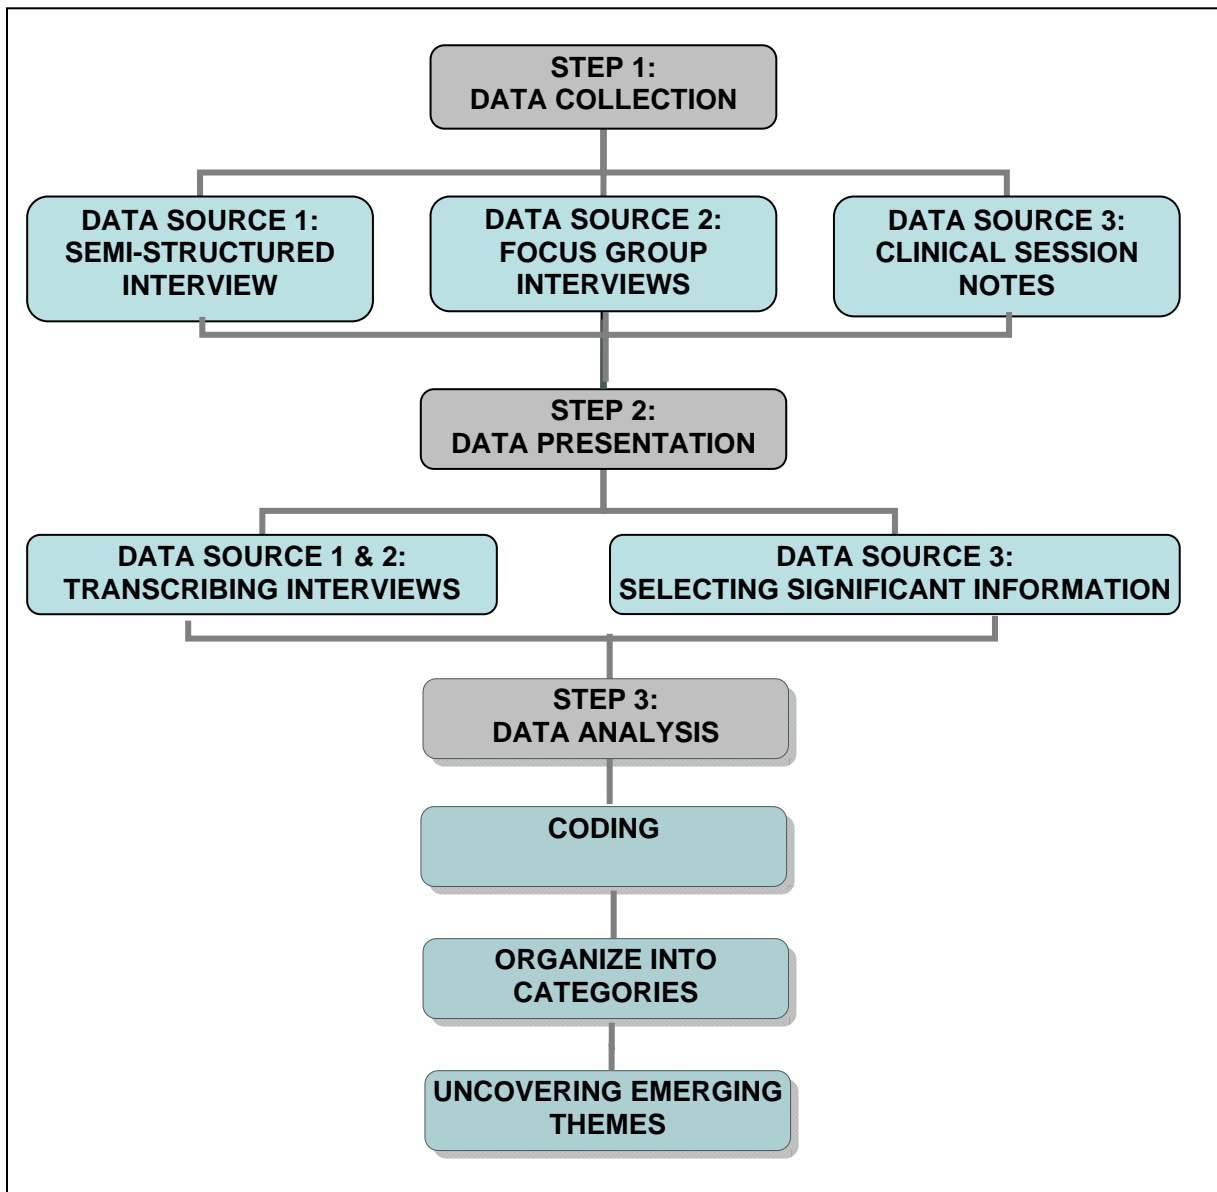 STEP 1:
DATA COLLECTION
DATA SOURCE 1:
SEMI-STRUCTURED
INTERVIEW
DATA SOURCE 2:
FOCUS GROUP
INTERVIEWS
DATA SOURCE 3:
CLINICAL SESSION
NOTES
STEP 2:
DATA PRESENTATION
DATA SOURCE 1 & 2:
TRANSCRIBING INTERVIEWS
DATA SOURCE 3:
SELECTING SIGNIFICANT INFORMATION
STEP 3:
DATA ANALYSIS
CODING
ORGANIZE INTO
CATEGORIES
UNCOVERING EMERGING
THEMES